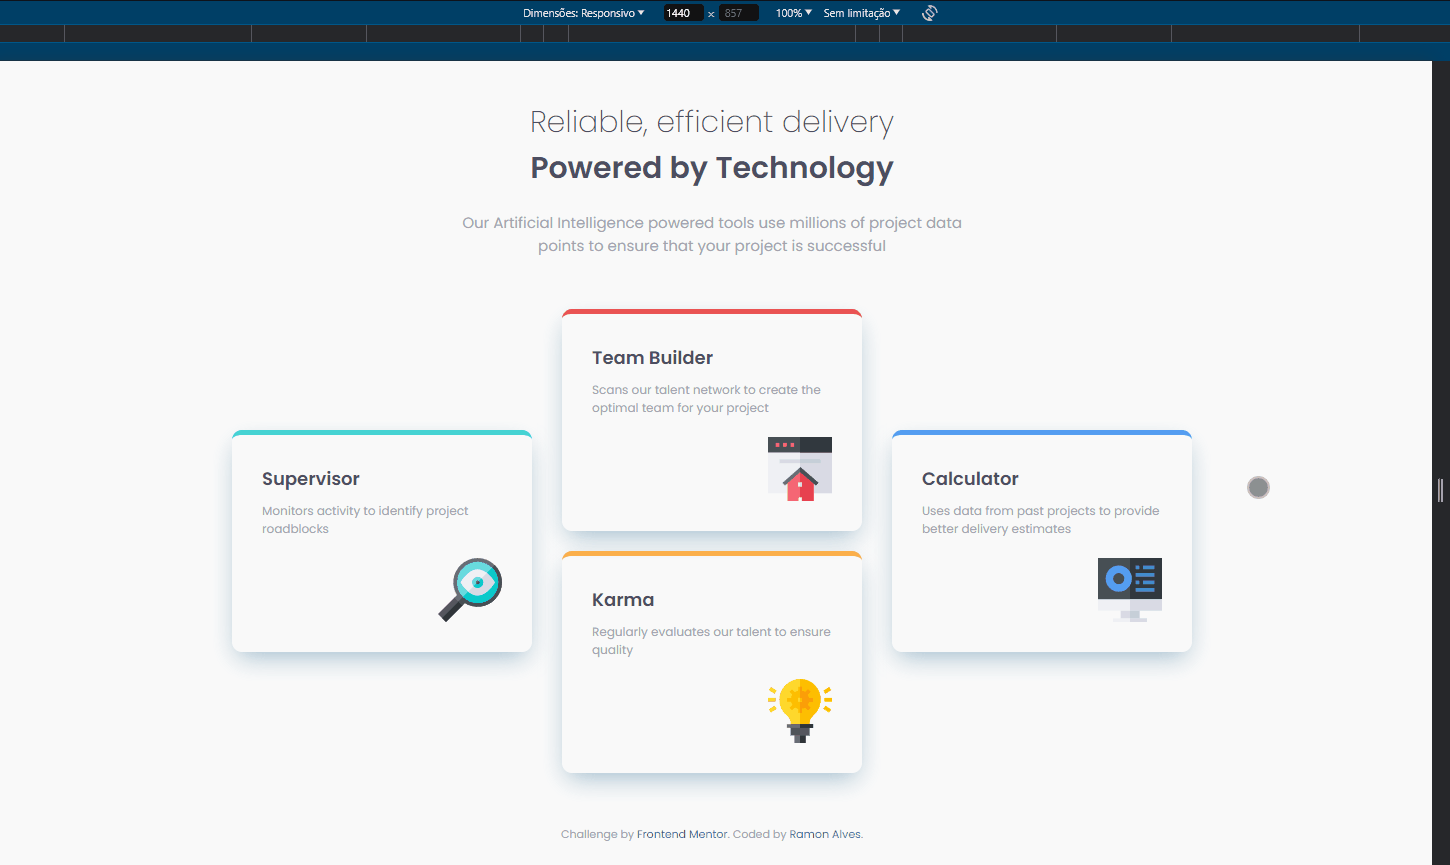 Dimensões: Responsivo ▼ 1440 × 857 100% ▼ Sem limitação ▼
Reliable, efficient delivery
Powered by Technology
Our Artificial Intelligence powered tools use millions of project data
points to ensure that your project is successful
Team Builder
Scans our talent network to create the
optimal team for your project
Supervisor
Monitors activity to identify project
roadblocks
Calculator
Uses data from past projects to provide
better delivery estimates
Karma
Regularly evaluates our talent to ensure
quality
Challenge by Frontend Mentor. Coded by Ramon Alves.